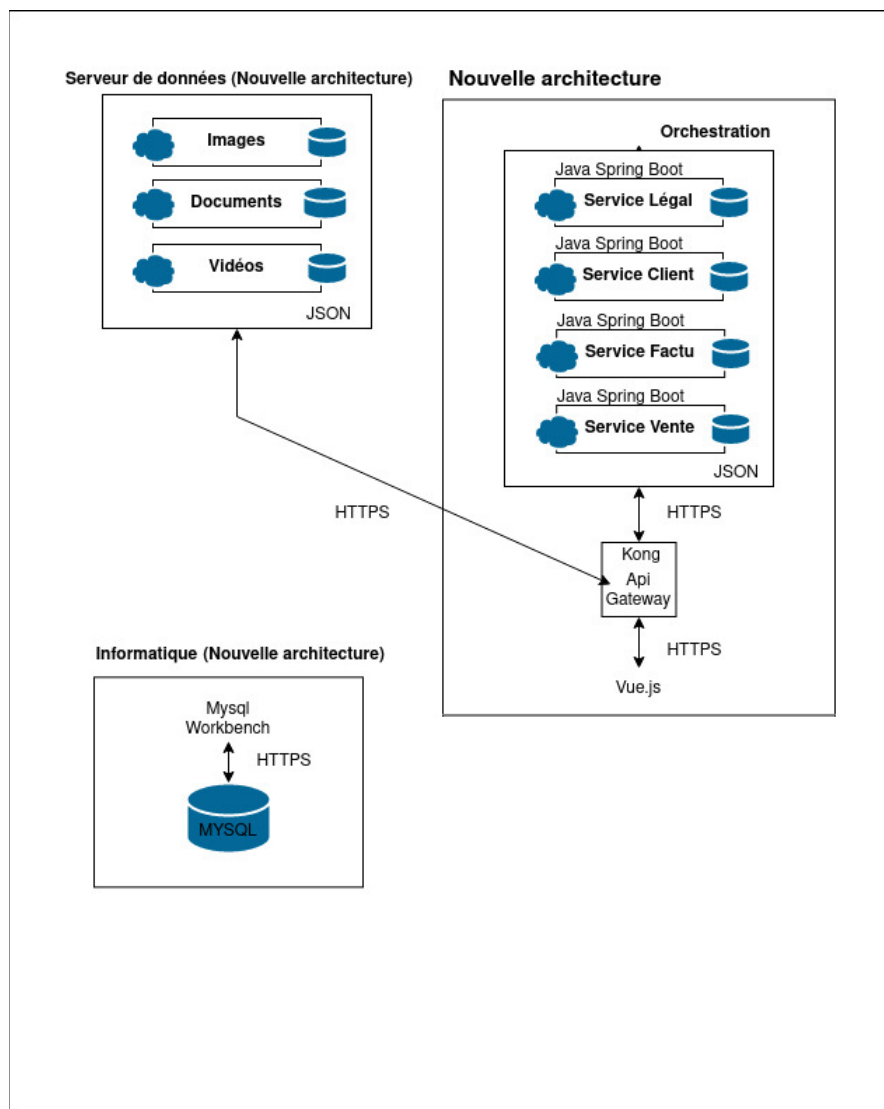 Serveur de données (Nouvelle architecture)
Images
Documents
Vidéos
JSON
Nouvelle architecture
Orchestration
Java Spring Boot
Service Légal
Java Spring Boot
Service Client
Java Spring Boot
Service Factu
Java Spring Boot
Service Vente
JSON
HTTPS
HTTPS
Kong
Api
Gateway
HTTPS
Vue.js
Informatique (Nouvelle architecture)
Mysql
Workbench
HTTPS
MYSQL